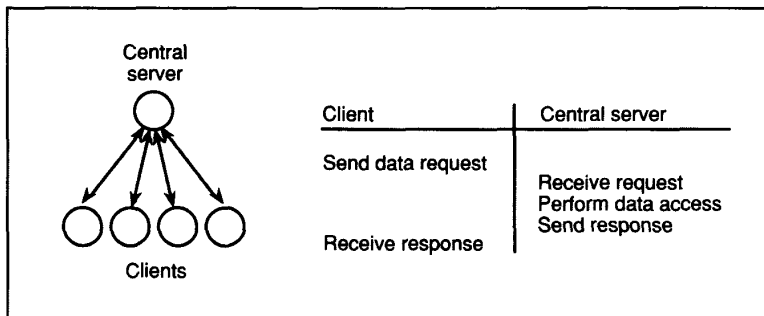 Central
server
Clients
Client Central server
Send data request
Receive request
Perform data access
Send response
Receive response